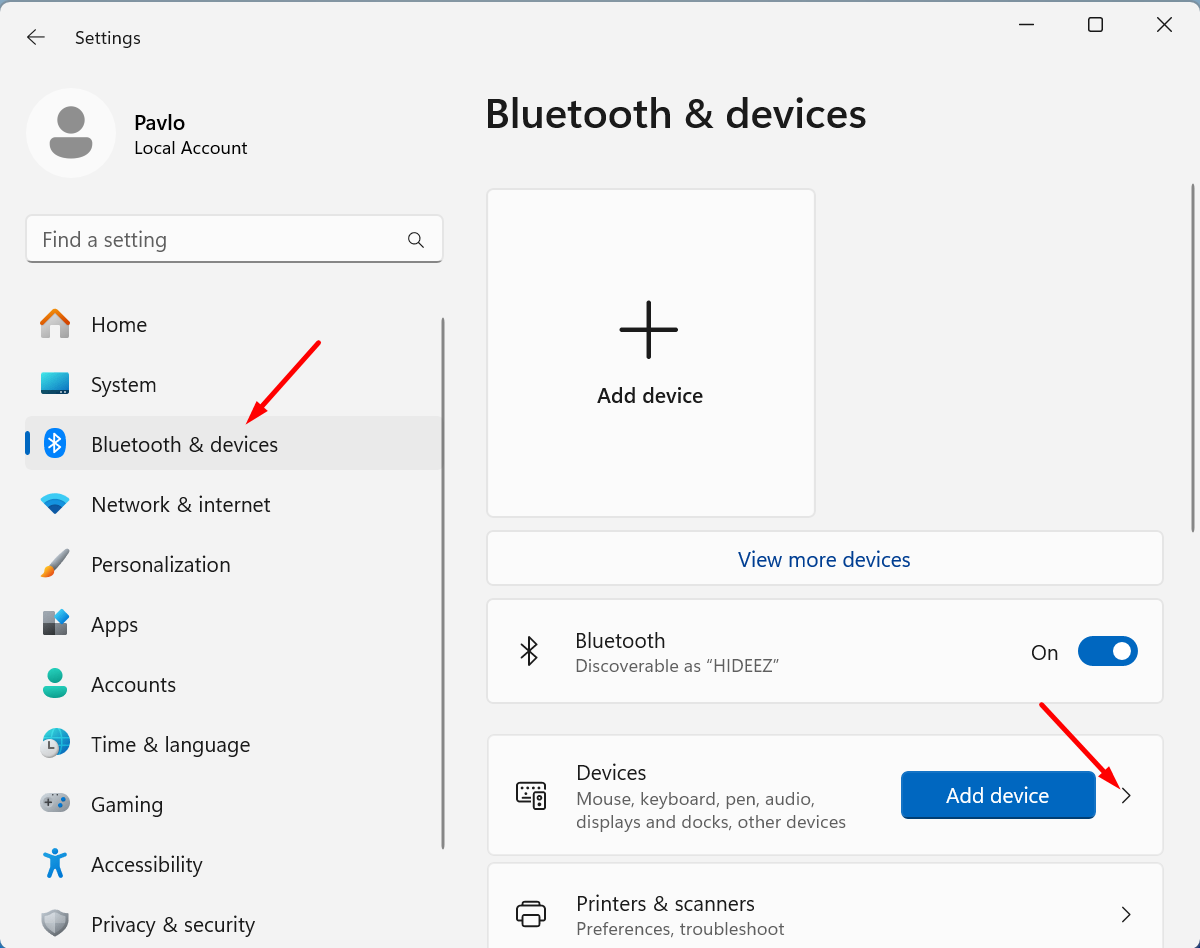 Settings
Pavlo
Local Account
Find a setting
Home
System
Bluetooth & devices
Network & internet
Personalization
Apps
Accounts
Time & language
Gaming
Accessibility
Privacy & security
Bluetooth & devices
Add device
View more devices
Bluetooth
Discoverable as “HIDEEZ”
On
Devices
Mouse, keyboard, pen, audio,
displays and docks, other devices
Add device
Printers & scanners
Preferences, troubleshoot